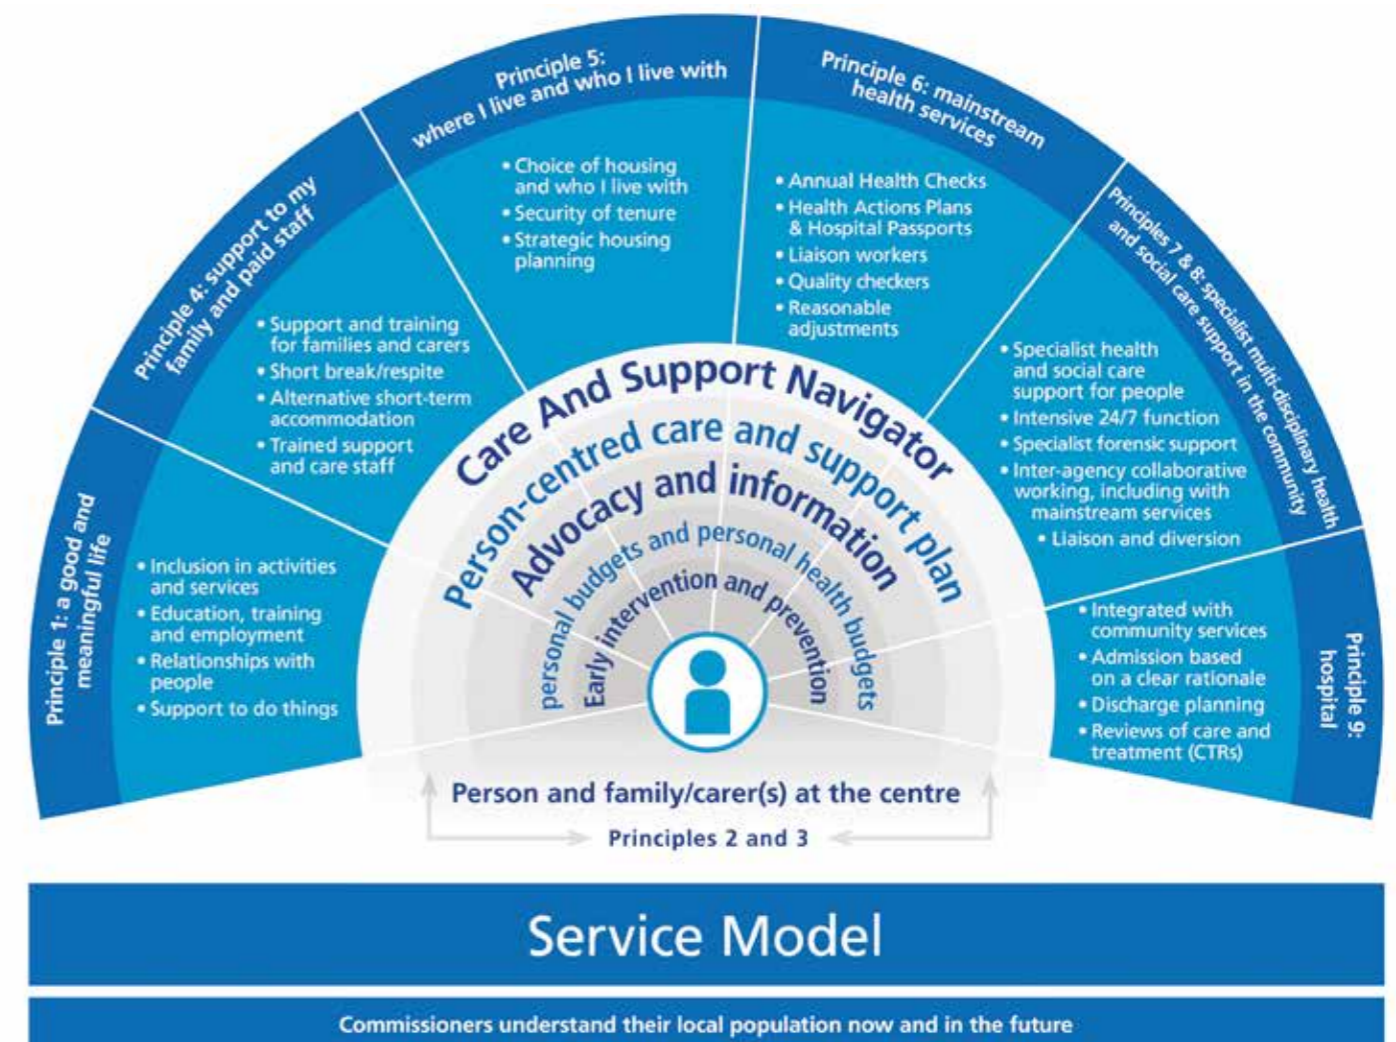 Principle 1: a good and
meaningful life
• Inclusion in activities
and services
• Education, training
and employment
• Relationships with
people
• Support to do things
Principle 4: support to my
family and paid staff
• Support and training
for families and carers
• Short break/respite
• Alternative short-term
accommodation
• Trained support
and care staff
Principle 5:
where I live and who I live with
• Choice of housing
and who I live with
• Security of tenure
• Strategic housing
planning
Principle 6: mainstream
health services
• Annual Health Checks
• Health Actions Plans
& Hospital Passports
• Liaison workers
• Quality checkers
• Reasonable
adjustments
Principles 7 & 8: specialist multi-disciplinary health
and social care support in the community
• Specialist health
and social care
support for people
• Intensive 24/7 function
• Specialist forensic support
• Inter-agency collaborative
working, including with
mainstream services
• Liaison and diversion
Principle 9:
hospital
• Integrated with
community services
• Admission based
on a clear rationale
• Discharge planning
• Reviews of care and
treatment (CTRs)
Care And Support Navigator
Person-centred care and support plan
Advocacy and information
personal budgets and personal health budgets
Early intervention and prevention
Person and family/carer(s) at the centre
Principles 2 and 3
Service Model
Commissioners understand their local population now and in the future